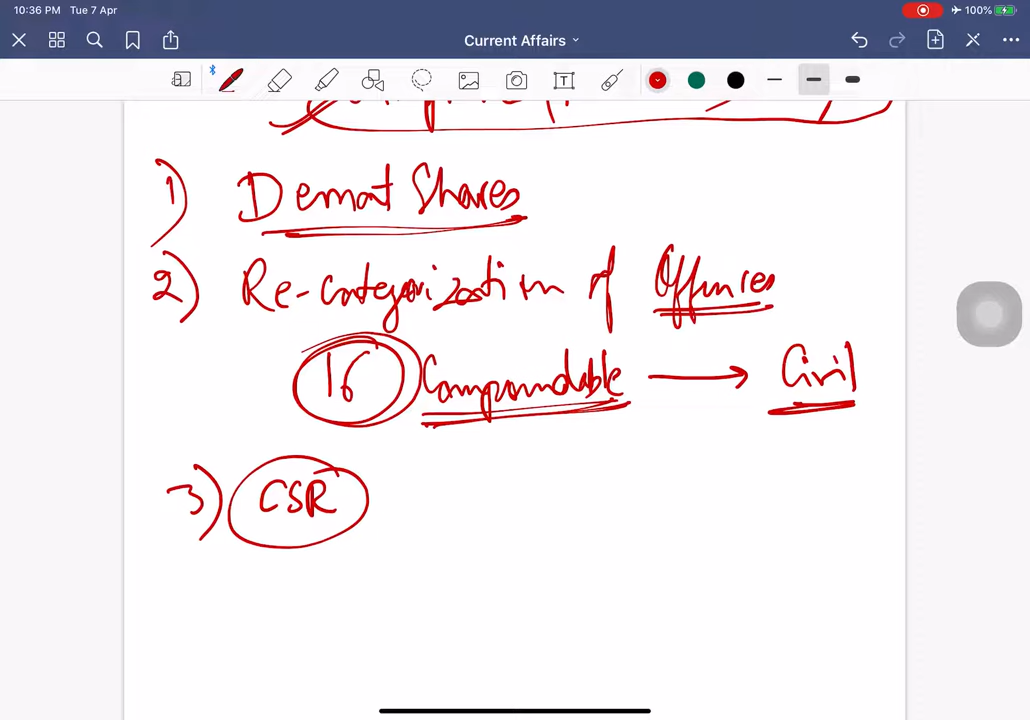 10:36 PM Tue 7 Apr 100%
Current Affairs
T
1) Demat Shares
2) Re-categorization of Offences
16 Compoundable → Civil
3) CSR